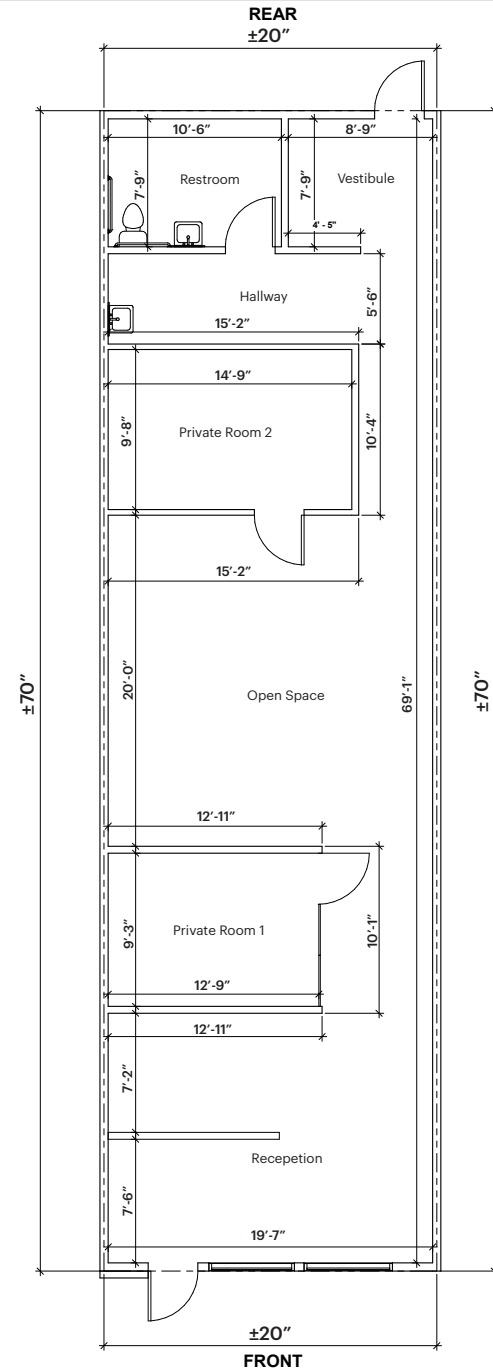 REAR
±20”
10’-6”
8’-9”
7’-9”
Restroom
7’-9”
Vestibule
4' - 5"
Hallway
5’-6”
15’-2”
14’-9”
9’-8”
Private Room 2
10’-4”
15’-2”
±70”
20’-0”
Open Space
69’-1”
±70”
12’-11”
9’-3”
Private Room 1
10’-1”
12’-9”
12’-11”
7’-2”
Recepetion
7’-6”
19’-7”
±20”
FRONT